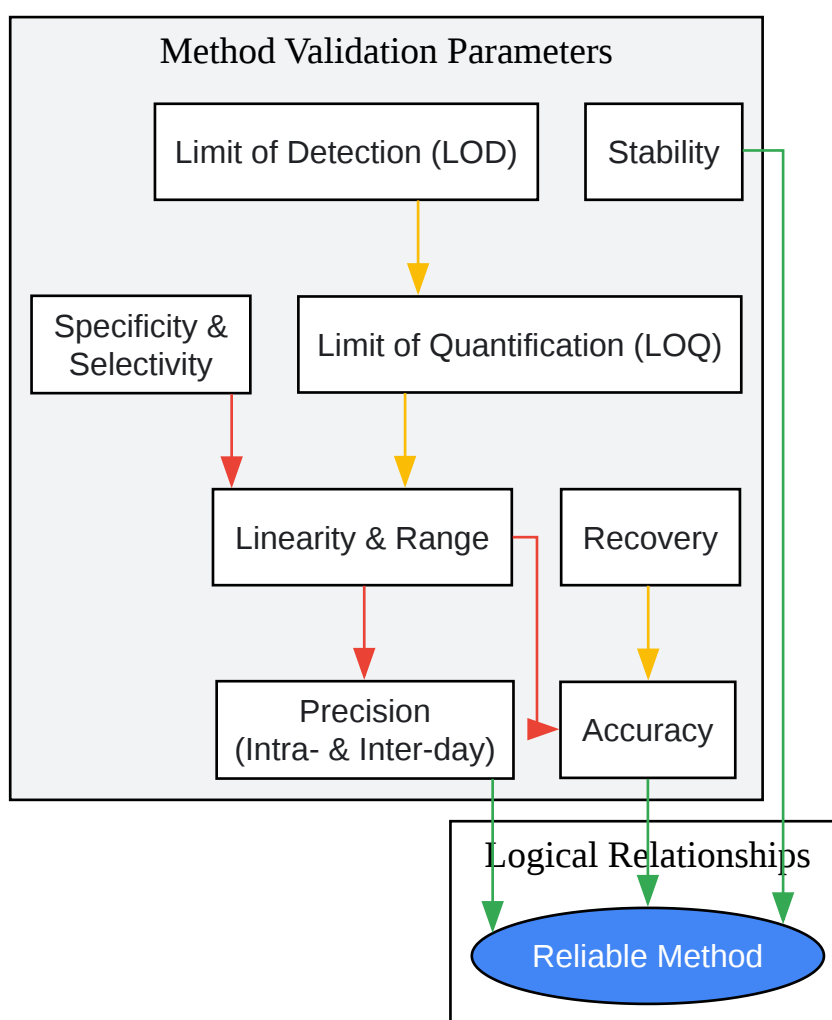 Method Validation Parameters
Limit of Detection (LOD)
Stability
Specificity &
Selectivity
Limit of Quantification (LOQ)
Linearity & Range
Recovery
Precision
(Intra- & Inter-day)
Accuracy
Logical Relationships
Reliable Method